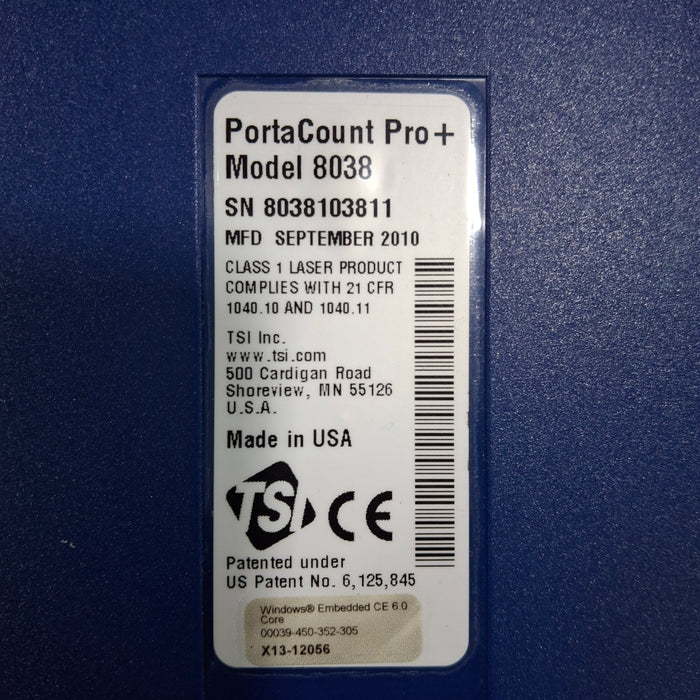 PortaCount Pro+
Model 8038
SN 8038103811
MFD SEPTEMBER 2010
CLASS 1 LASER PRODUCT
COMPLIES WITH 21 CFR
1040.10 AND 1040.11
TSI Inc.
www.tsi.com
500 Cardigan Road
Shoreview, MN 55126
U.S.A.
Made in USA
TSI CE
Patented under
US Patent No. 6,125,845
Windows® Embedded CE 6.0
Core
00039-450-352-305
X13-12056